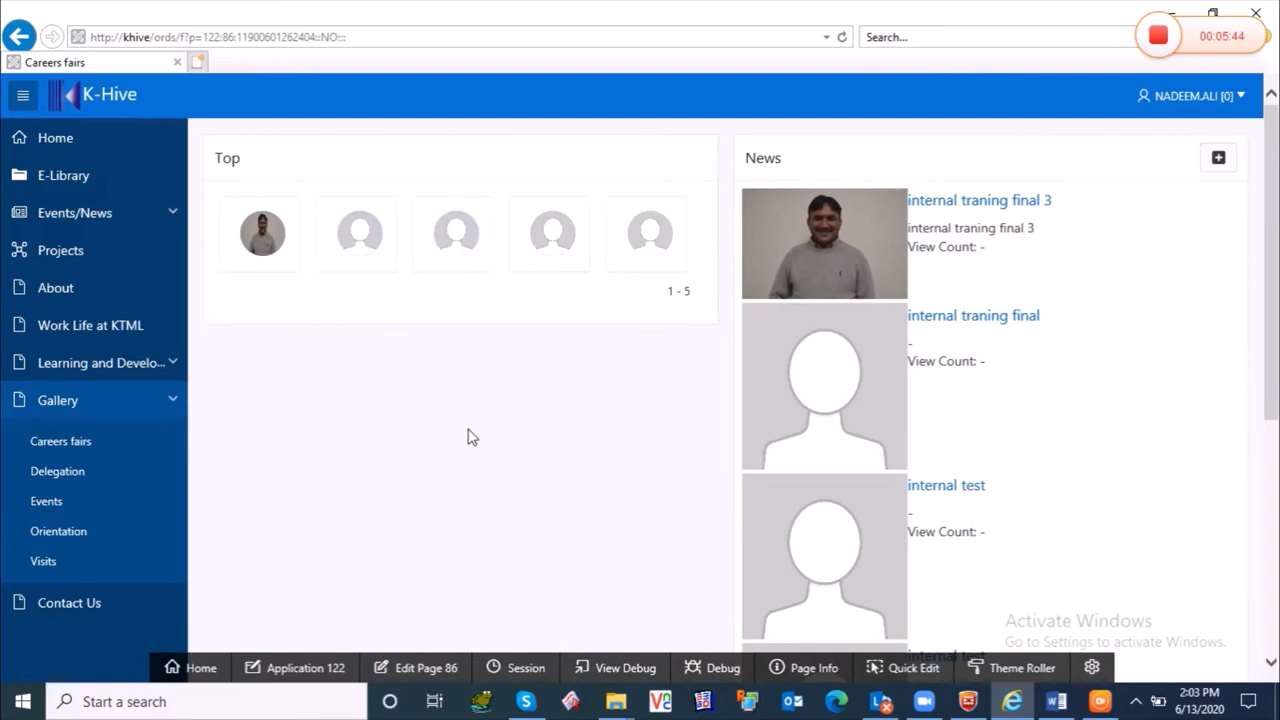 http://khive/ords/f?p=122:86:11900601262404::NO:::
Search...
00:05:44
Careers fairs
K-Hive
NADEEM.ALI [0]
Home
E-Library
Events/News
Projects
About
Work Life at KTML
Learning and Develo...
Gallery
Careers fairs
Delegation
Events
Orientation
Visits
Contact Us
Top
1 - 5
News
internal traning final 3
internal traning final 3
View Count: -
internal traning final
-
View Count: -
internal test
-
View Count: -
internal test
Activate Windows
Go to Settings to activate Windows.
Home
Application 122
Edit Page 86
Session
View Debug
Debug
Page Info
Quick Edit
Theme Roller
Start a search
2:03 PM
6/13/2020